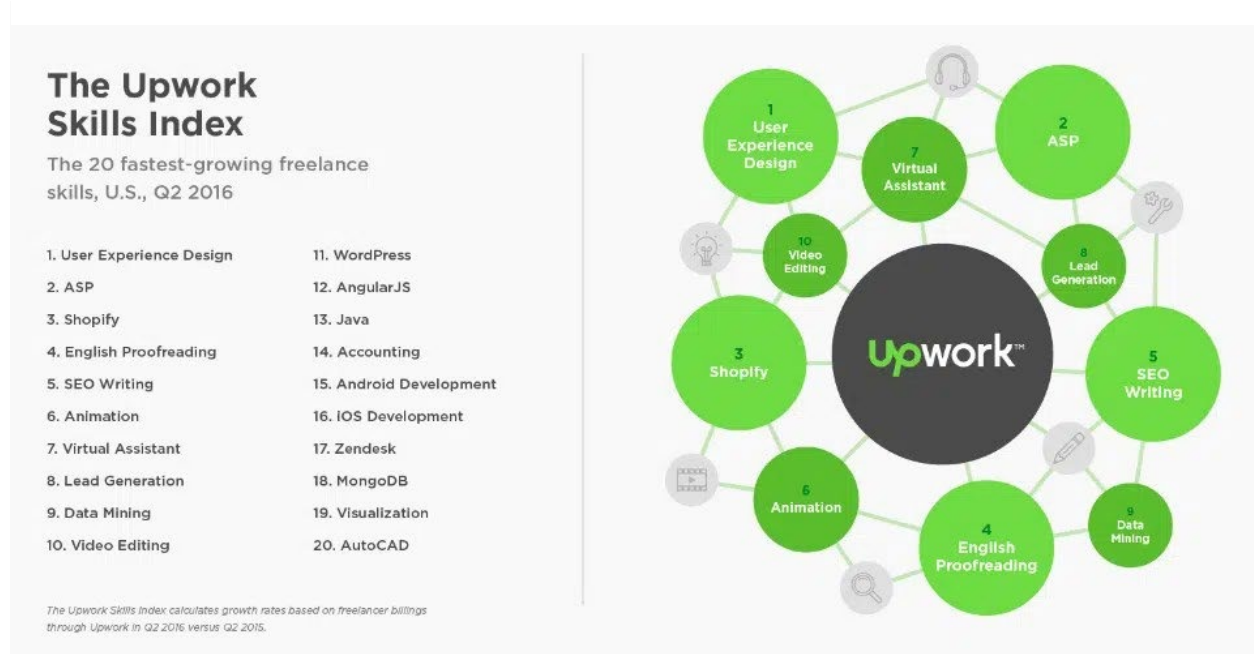 The Upwork
Skills Index
The 20 fastest-growing freelance
skills, U.S., Q2 2016
1. User Experience Design
2. ASP
3. Shopify
4. English Proofreading
5. SEO Writing
6. Animation
7. Virtual Assistant
8. Lead Generation
9. Data Mining
10. Video Editing
11. WordPress
12. AngularJS
13. Java
14. Accounting
15. Android Development
16. iOS Development
17. Zendesk
18. MongoDB
19. Visualization
20. AutoCAD
The Upwork Skills Index calculates growth rates based on freelancer billings
through Upwork in Q2 2016 versus Q2 2015.
1
User
Experience
Design
2
ASP
7
Virtual
Assistant
10
Video
Editing
8
Lead
Generation
upwork™
3
Shopify
5
SEO
Writing
6
Animation
4
English
Proofreading
9
Data
Mining